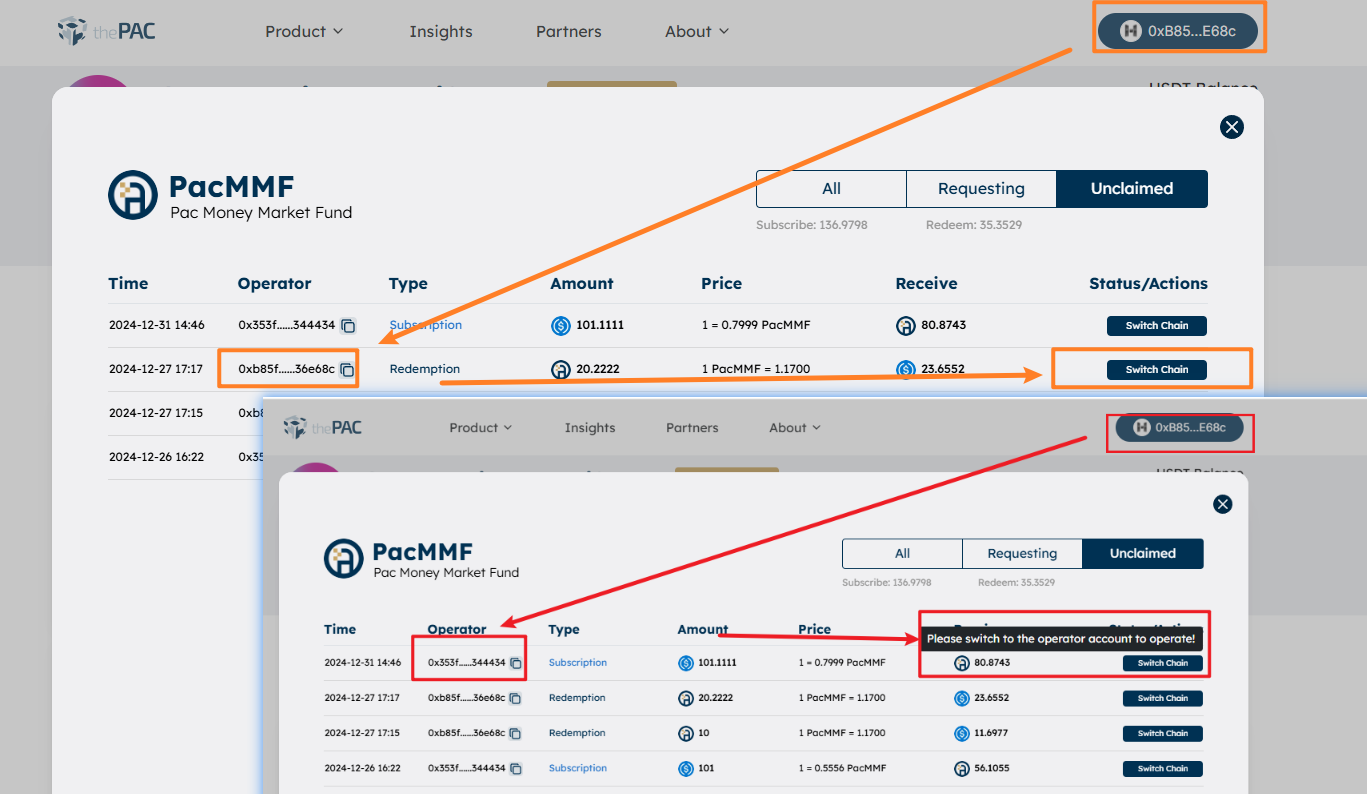 thePAC Product Insights Partners About 0xB85...E68c
USDT Balance
PacMMF
Pac Money Market Fund
All Requesting Unclaimed
Subscribe: 136.9798 Redeem: 35.3529
Time Operator Type Amount Price Receive Status/Actions
2024-12-31 14:46 0x353f......344434 Subscription 101.1111 1 = 0.7999 PacMMF 80.8743 Switch Chain
2024-12-27 17:17 0xb85f......36e68c Redemption 20.2222 1 PacMMF = 1.1700 23.6552 Switch Chain
2024-12-27 17:15 0xb8
2024-12-26 16:22 0x35
thePAC Product Insights Partners About 0xB85...E68c
USDT Balance
PacMMF
Pac Money Market Fund
All Requesting Unclaimed
Subscribe: 136.9798 Redeem: 35.3529
Time Operator Type Amount Price
Please switch to the operator account to operate!
2024-12-31 14:46 0x353f......344434 Subscription 101.1111 1 = 0.7999 PacMMF 80.8743 Switch Chain
2024-12-27 17:17 0xb85f......36e68c Redemption 20.2222 1 PacMMF = 1.1700 23.6552 Switch Chain
2024-12-27 17:15 0xb85f......36e68c Redemption 10 1 PacMMF = 1.1700 11.6977 Switch Chain
2024-12-26 16:22 0x353f......344434 Subscription 101 1 = 0.5556 PacMMF 56.1055 Switch Chain